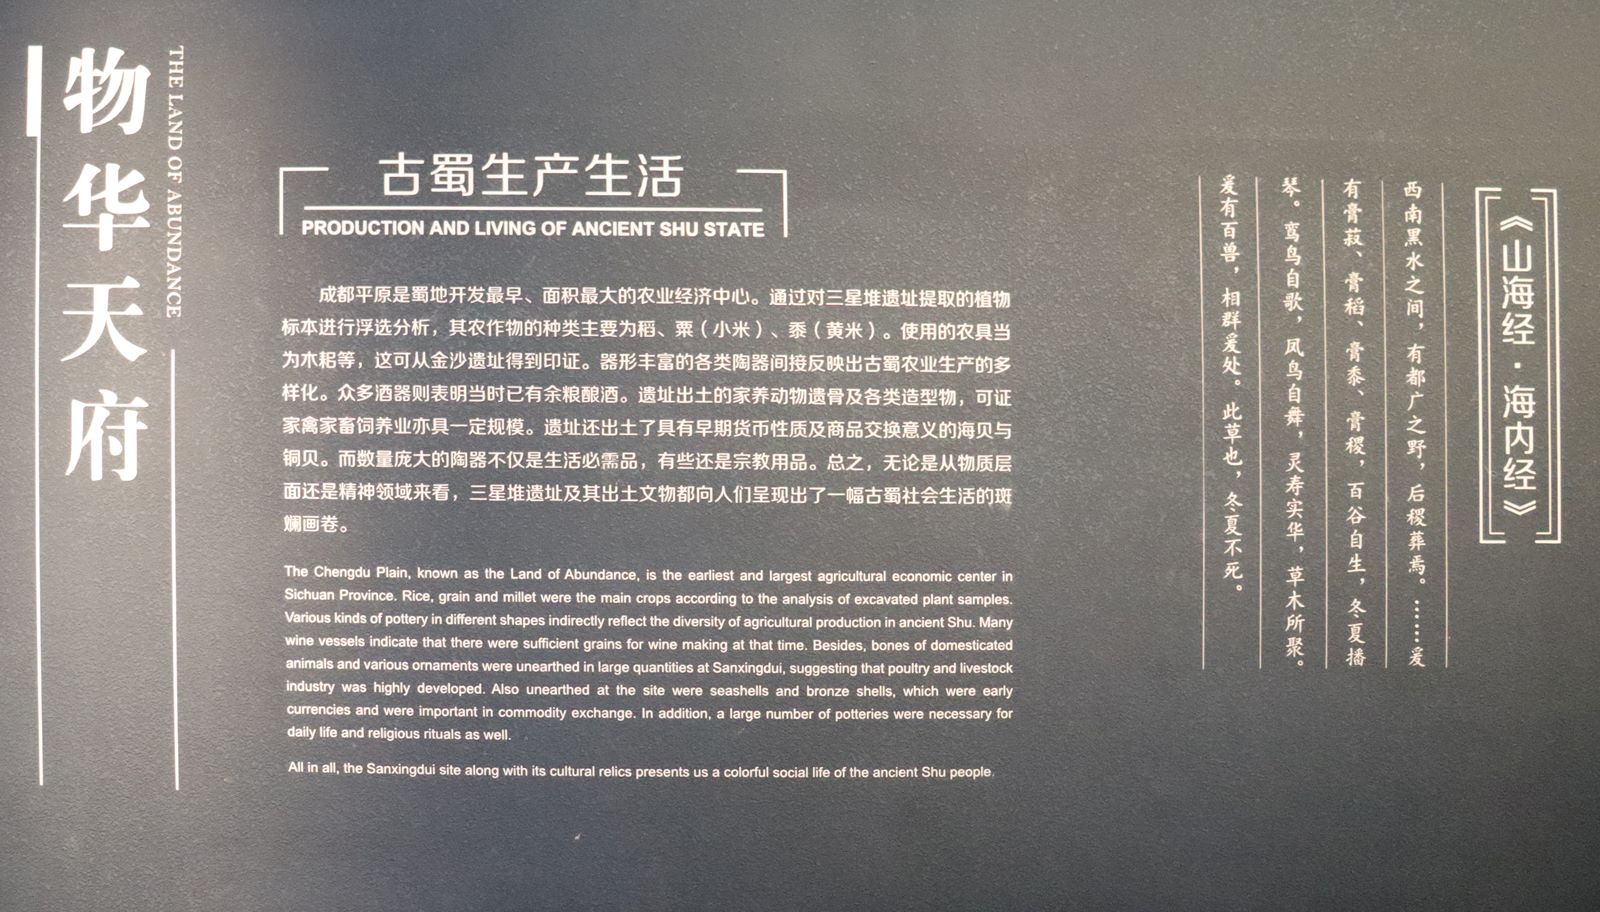 物华天府
THE LAND OF ABUNDANCE
古蜀生产生活
PRODUCTION AND LIVING OF ANCIENT SHU STATE
成都平原是蜀地开发最早、面积最大的农业经济中心。通过对三星堆遗址提取的植物
标本进行浮选分析，其农作物的种类主要为稻、粟（小米）、黍（黄米）。使用的农具当
为木耜等，这可从金沙遗址得到印证。器形丰富的各类陶器间接反映出古蜀农业生产的多
样化。众多酒器则表明当时已有余粮酿酒。遗址出土的家养动物遗骨及各类造型物，可证
家禽家畜饲养业亦具一定规模。遗址还出土了具有早期货币性质及商品交换意义的海贝与
铜贝。而数量庞大的陶器不仅是生活必需品，有些还是宗教用品。总之，无论是从物质层
面还是精神领域来看，三星堆遗址及其出土文物都向人们呈现出了一幅古蜀社会生活的斑
斓画卷。
The Chengdu Plain, known as the Land of Abundance, is the earliest and largest agricultural economic center in
Sichuan Province. Rice, grain and millet were the main crops according to the analysis of excavated plant samples.
Various kinds of pottery in different shapes indirectly reflect the diversity of agricultural production in ancient Shu. Many
wine vessels indicate that there were sufficient grains for wine making at that time. Besides, bones of domesticated
animals and various ornaments were unearthed in large quantities at Sanxingdui, suggesting that poultry and livestock
industry was highly developed. Also unearthed at the site were seashells and bronze shells, which were early
currencies and were important in commodity exchange. In addition, a large number of potteries were necessary for
daily life and religious rituals as well.
All in all, the Sanxingdui site along with its cultural relics presents us a colorful social life of the ancient Shu people.
《山海经·海内经》
西南黑水之间，有都广之野，后稷葬焉。……爰
有膏菽、膏稻、膏黍、膏稷，百谷自生，冬夏播
琴。鸾鸟自歌，凤鸟自舞，灵寿实华，草木所聚。
爰有百兽，相群爰处。此草也，冬夏不死。